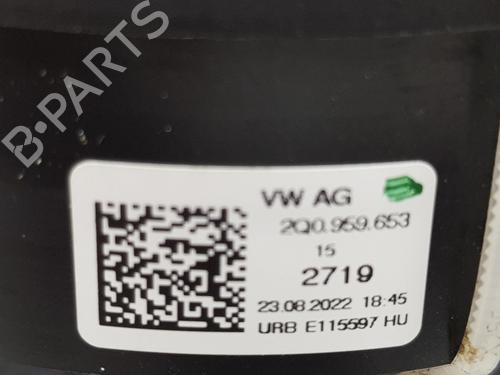 B-PARTS
VW AG
2Q0.959.653
15
2719
23.08.2022 18:45
URB E115597 HU